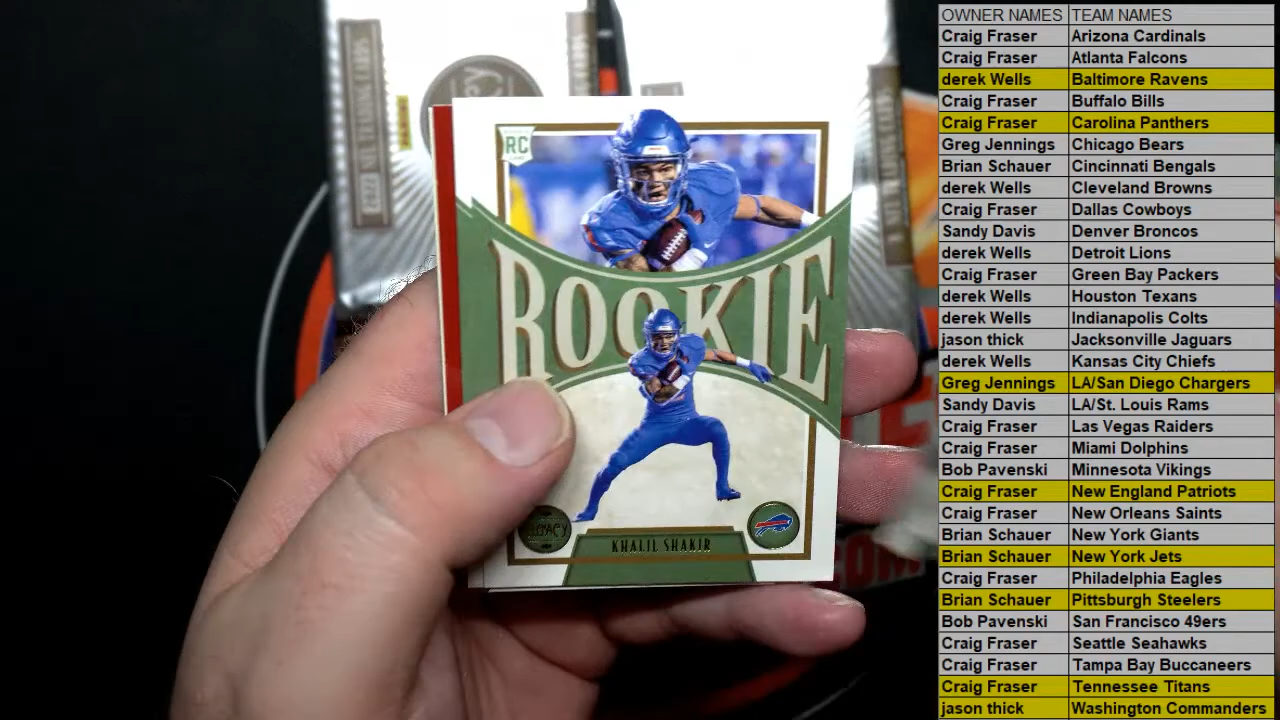 RC
ROOKIE
LEGACY
KHALIL SHAKIR
OWNER NAMES TEAM NAMES
Craig Fraser Arizona Cardinals
Craig Fraser Atlanta Falcons
derek Wells Baltimore Ravens
Craig Fraser Buffalo Bills
Craig Fraser Carolina Panthers
Greg Jennings Chicago Bears
Brian Schauer Cincinnati Bengals
derek Wells Cleveland Browns
Craig Fraser Dallas Cowboys
Sandy Davis Denver Broncos
derek Wells Detroit Lions
Craig Fraser Green Bay Packers
derek Wells Houston Texans
derek Wells Indianapolis Colts
jason thick Jacksonville Jaguars
derek Wells Kansas City Chiefs
Greg Jennings LA/San Diego Chargers
Sandy Davis LA/St. Louis Rams
Craig Fraser Las Vegas Raiders
Craig Fraser Miami Dolphins
Bob Pavenski Minnesota Vikings
Craig Fraser New England Patriots
Craig Fraser New Orleans Saints
Brian Schauer New York Giants
Brian Schauer New York Jets
Craig Fraser Philadelphia Eagles
Brian Schauer Pittsburgh Steelers
Bob Pavenski San Francisco 49ers
Craig Fraser Seattle Seahawks
Craig Fraser Tampa Bay Buccaneers
Craig Fraser Tennessee Titans
jason thick Washington Commanders